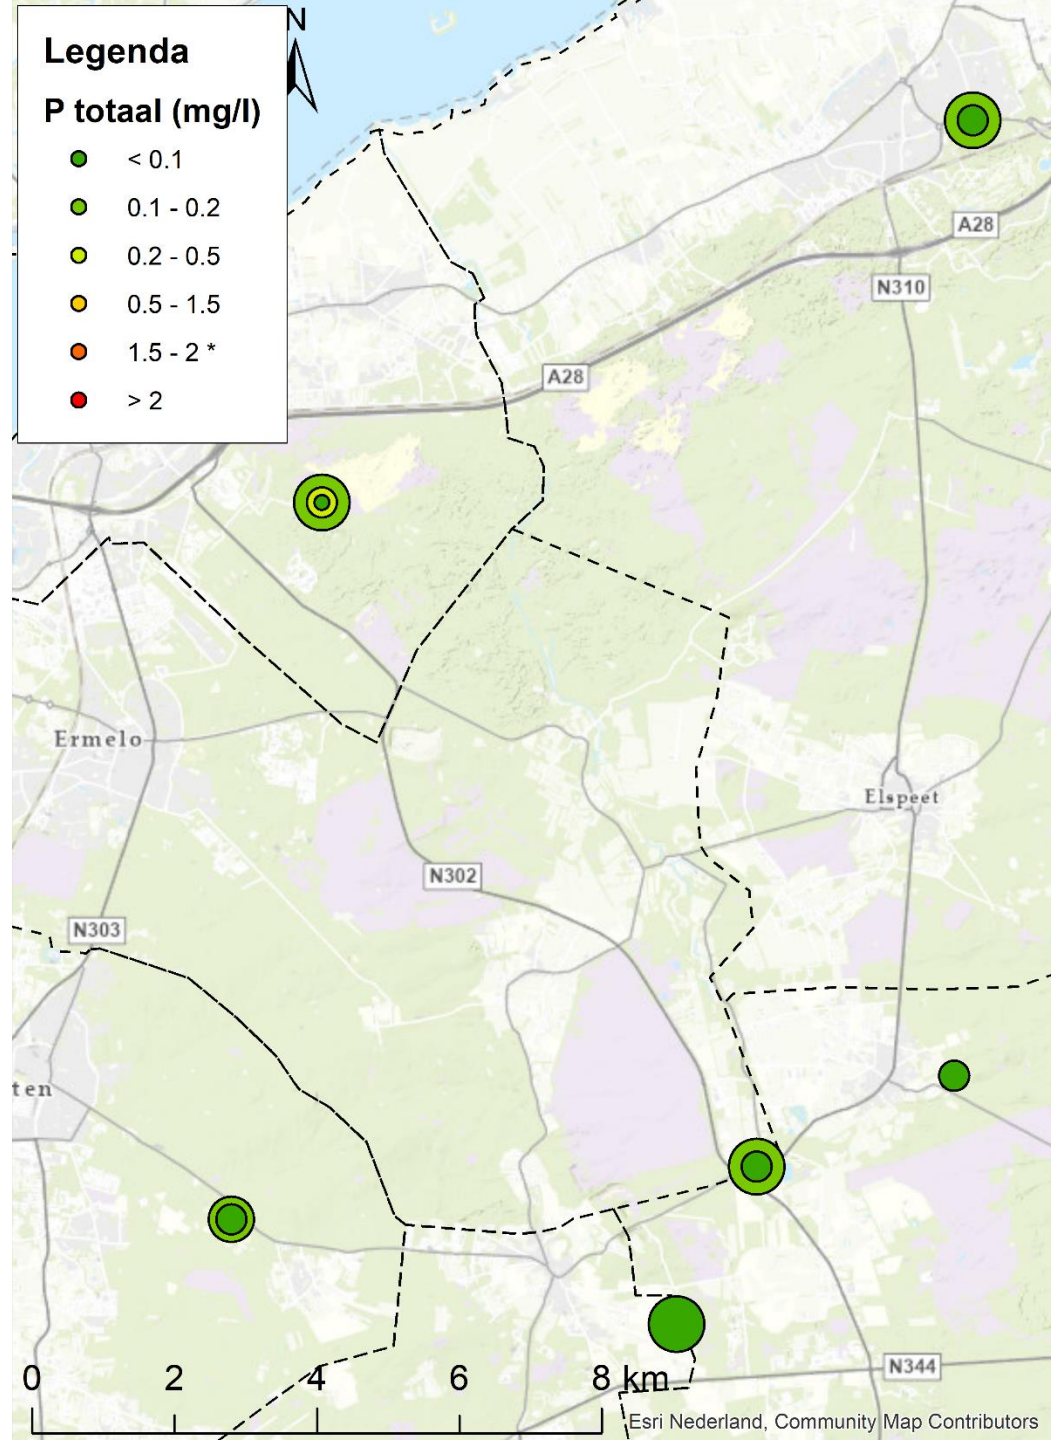 N
Legenda
P totaal (mg/l)
< 0.1
0.1 - 0.2
0.2 - 0.5
0.5 - 1.5
1.5 - 2 *
> 2
A28
N310
A28
Ermelo
Elspeet
N302
N303
ten
N344
0 2 4 6 8 km
Esri Nederland, Community Map Contributors